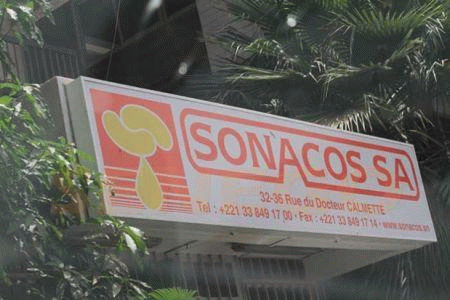 SONACOS SA
32-36 Rue du Docteur CALMETTE
Tel : +221 33 849 17 00 - Fax : +221 33 849 17 14 - www.sonacos.sn